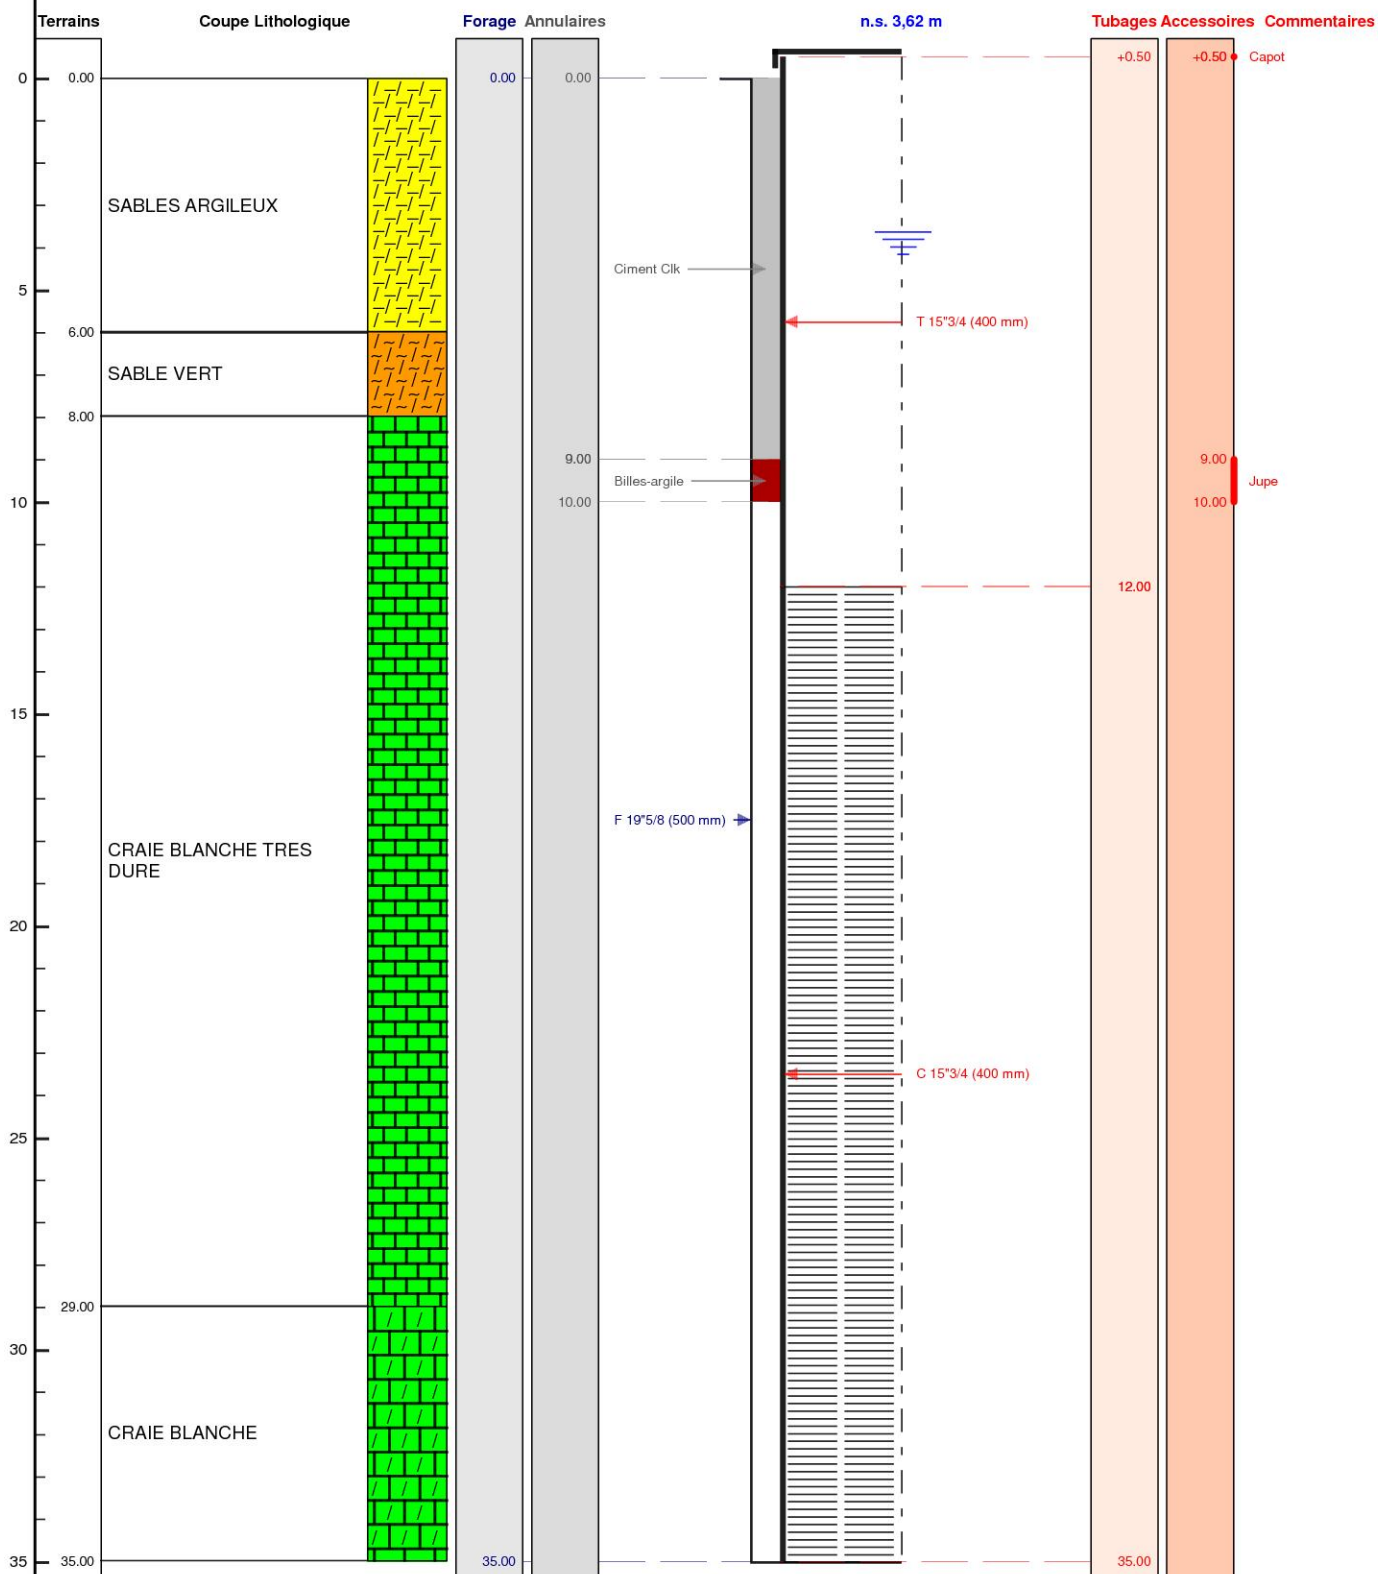 Terrains Coupe Lithologique Forage Annulaires n.s. 3,62 m Tubages Accessoires Commentaires
+0.50 +0.50 Capot
0 0.00 0.00 0.00
SABLES ARGILEUX
Ciment Clk
5
T 15"3/4 (400 mm)
6.00
SABLE VERT
8.00
9.00 9.00
Billes-argile Jupe
10 10.00 10.00
12.00
15
F 19"5/8 (500 mm)
CRAIE BLANCHE TRES
DURE
20
C 15"3/4 (400 mm)
25
29.00
30
CRAIE BLANCHE
35 35.00 35.00 35.00